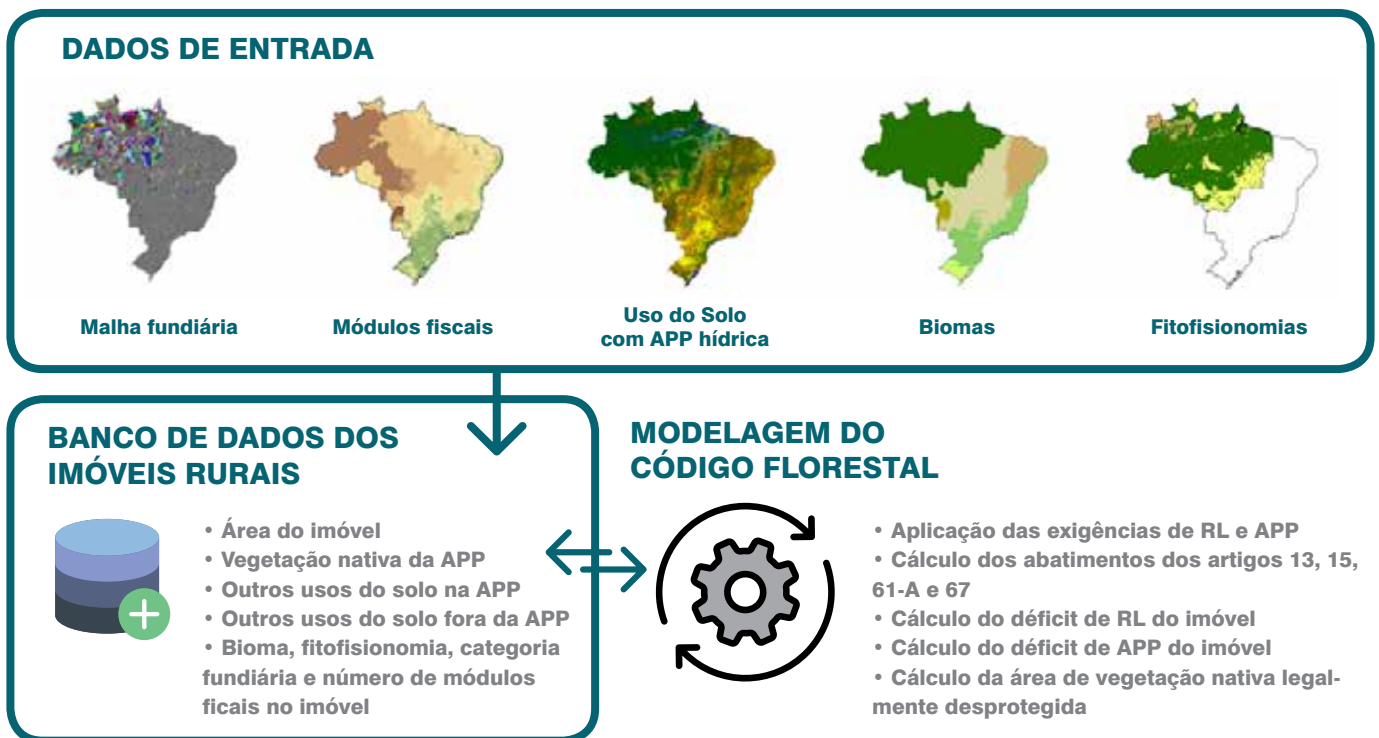 DADOS DE ENTRADA
Malha fundiária
Módulos fiscais
Uso do Solo
com APP hídrica
Biomas
Fitofisionomias
BANCO DE DADOS DOS
IMÓVEIS RURAIS
• Área do imóvel
• Vegetação nativa da APP
• Outros usos do solo na APP
• Outros usos do solo fora da APP
• Bioma, fitofisionomia, categoria
fundiária e número de módulos
ficais no imóvel
MODELAGEM DO
CÓDIGO FLORESTAL
• Aplicação das exigências de RL e APP
• Cálculo dos abatimentos dos artigos 13, 15,
61-A e 67
• Cálculo do déficit de RL do imóvel
• Cálculo do déficit de APP do imóvel
• Cálculo da área de vegetação nativa legal-
mente desprotegida